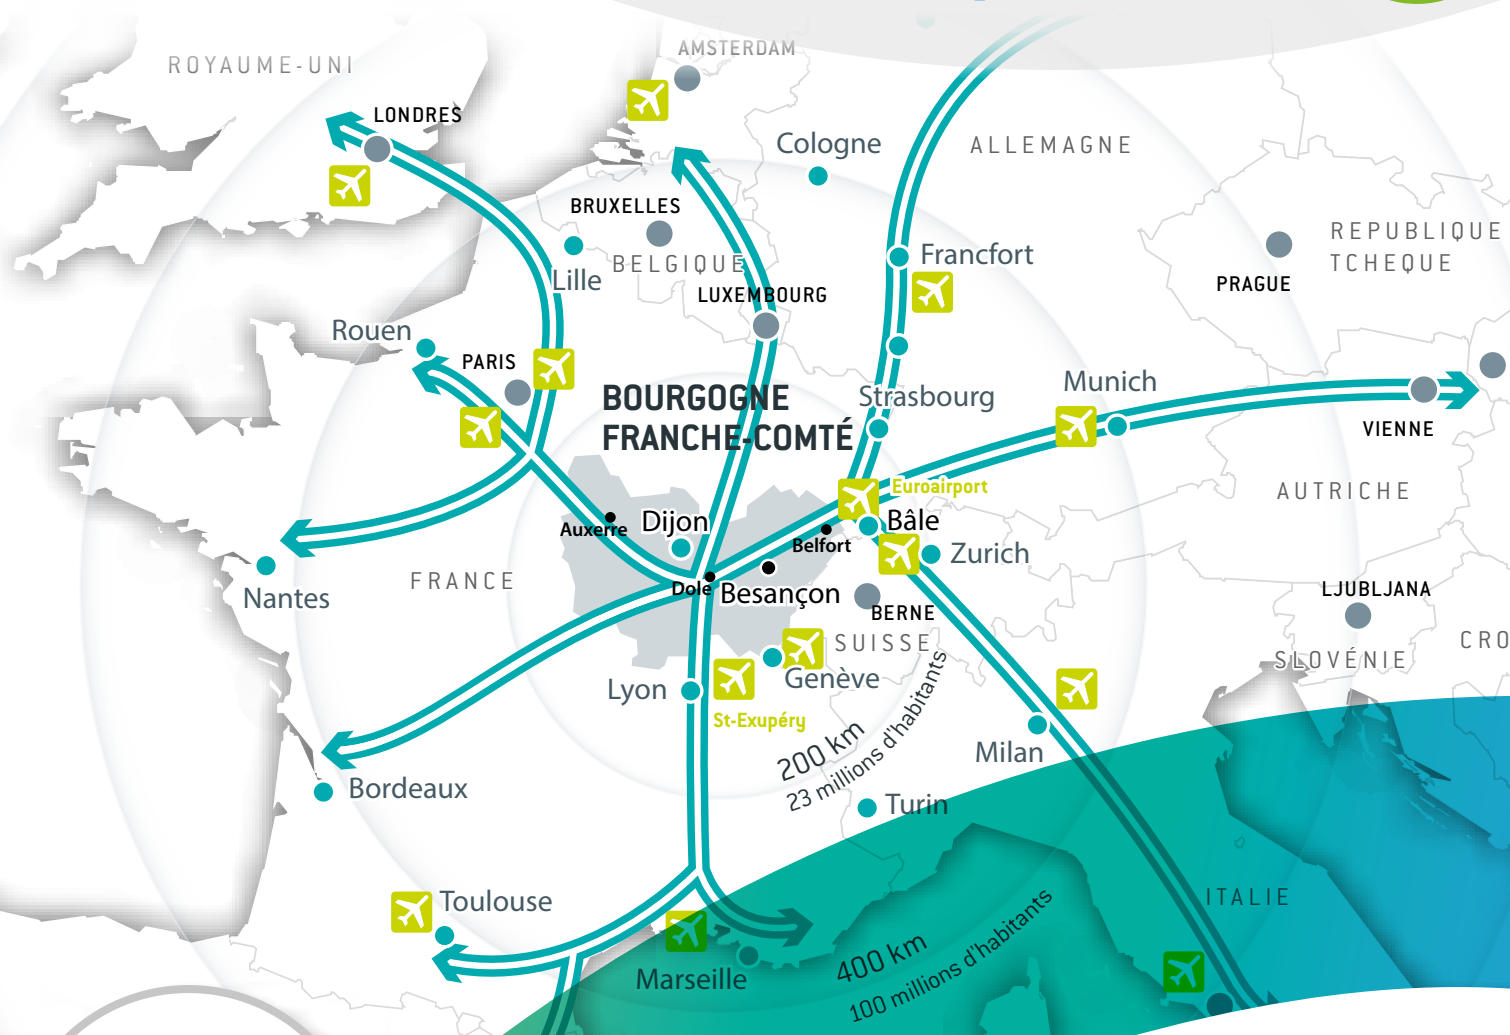 AMSTERDAM
ROYAUME-UNI
LONDRES
Cologne
ALLEMAGNE
BRUXELLES
BELGIQUE
Lille
LUXEMBOURG
Francfort
REPUBLIQUE
TCHEQUE
PRAGUE
Rouen
PARIS
BOURGOGNE
FRANCHE-COMTÉ
Strasbourg
Munich
VIENNE
Euroairport
AUTRICHE
Auxerre
Dijon
Bâle
Belfort
Zurich
FRANCE
Nantes
Dole
Besançon
BERNE
SUISSE
LJUBLJANA
SLOVÉNIE
CRO
Lyon
Genève
St-Exupéry
200 km
23 millions d'habitants
Milan
Bordeaux
Turin
Toulouse
ITALIE
Marseille
400 km
100 millions d'habitants